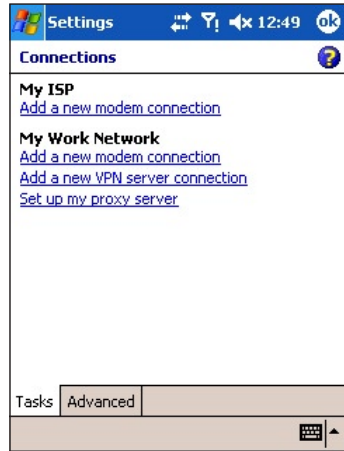 Settings 12:49 ok
Connections ?
My ISP
Add a new modem connection
My Work Network
Add a new modem connection
Add a new VPN server connection
Set up my proxy server
Tasks Advanced